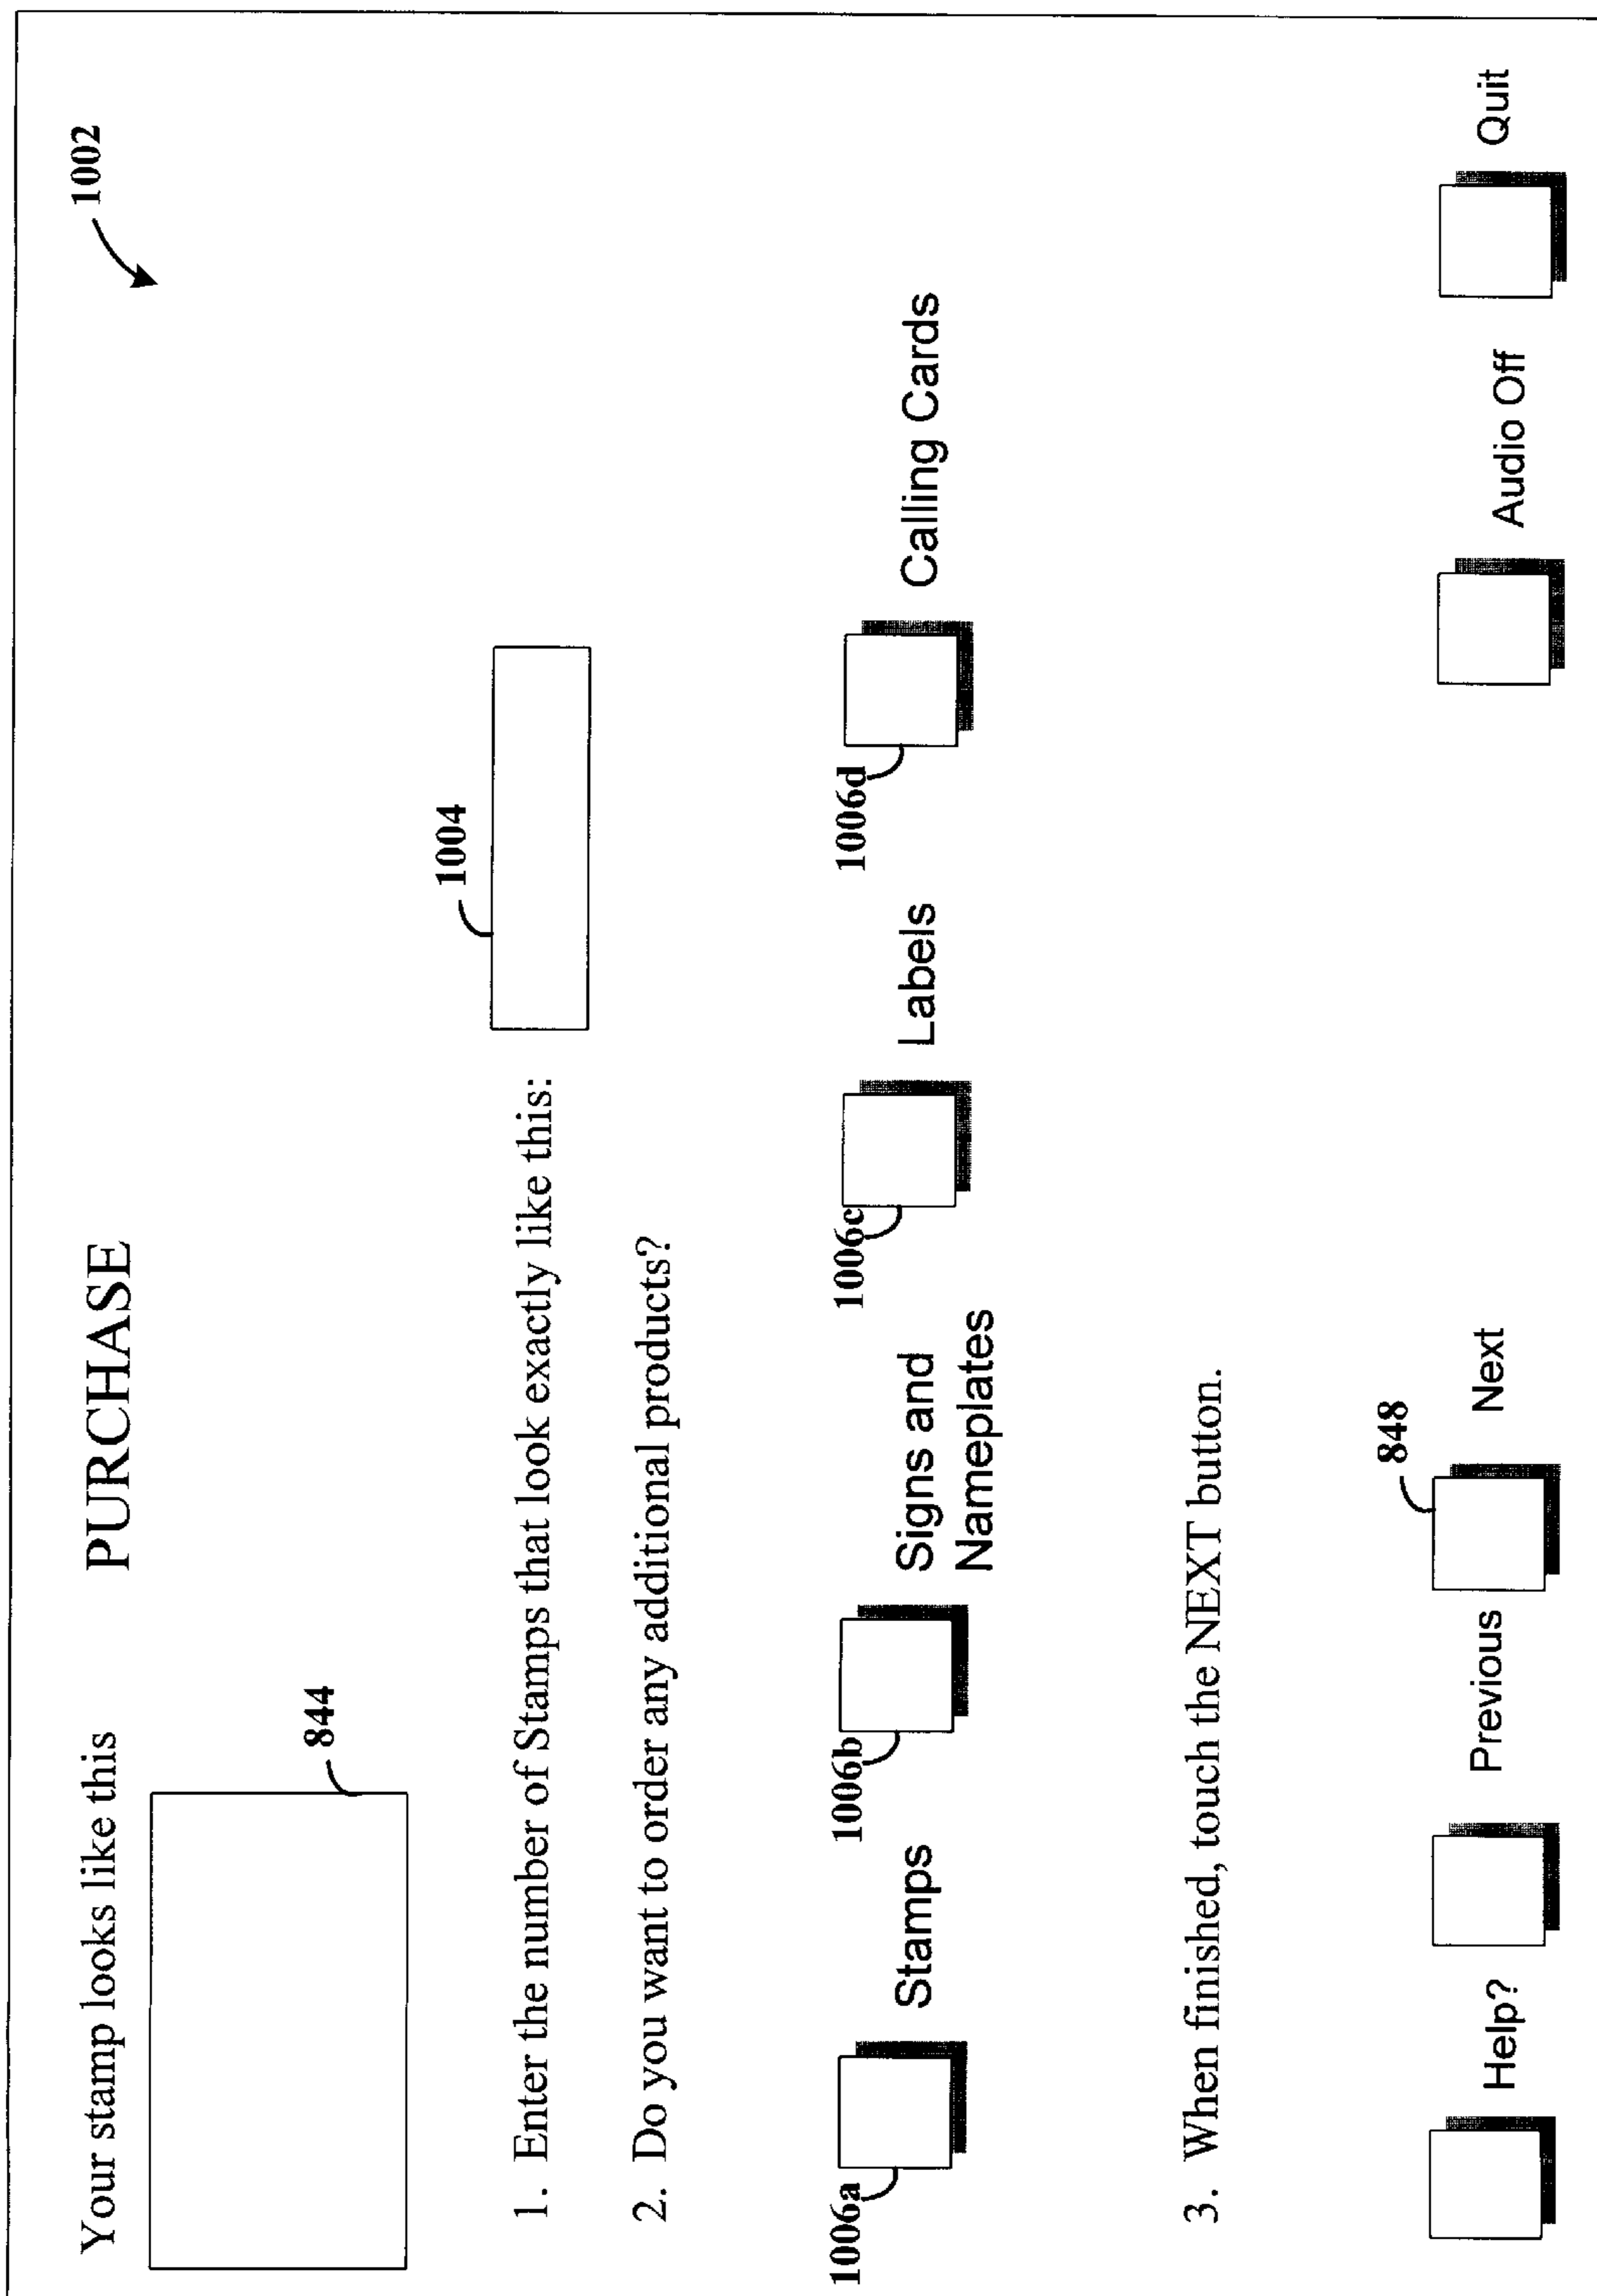 PURCHASE
1002
Your stamp looks like this
844
1. Enter the number of Stamps that look exactly like this:
1004
2. Do you want to order any additional products?
1006a
Stamps
1006b
Signs and
Nameplates
1006c
Labels
1006d
Calling Cards
3. When finished, touch the NEXT button.
Help?
Previous
848
Next
Audio Off
Quit